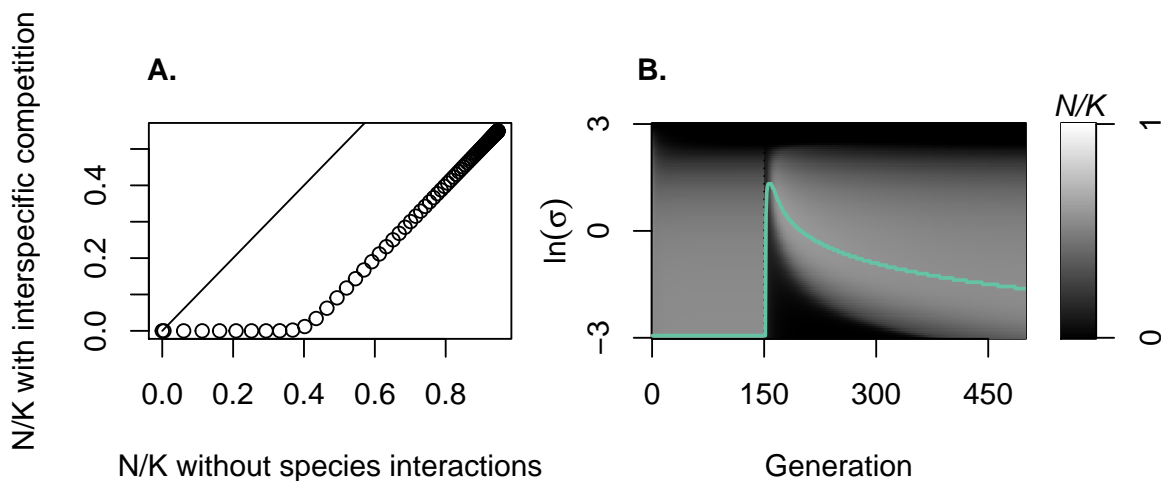 A.
N/K with interspecific competition
0.0
0.2
0.4
0.0 0.2 0.4 0.6 0.8
N/K without species interactions
B.
ln(σ)
3
0
−3
0 150 300 450
Generation
N/K
1
0